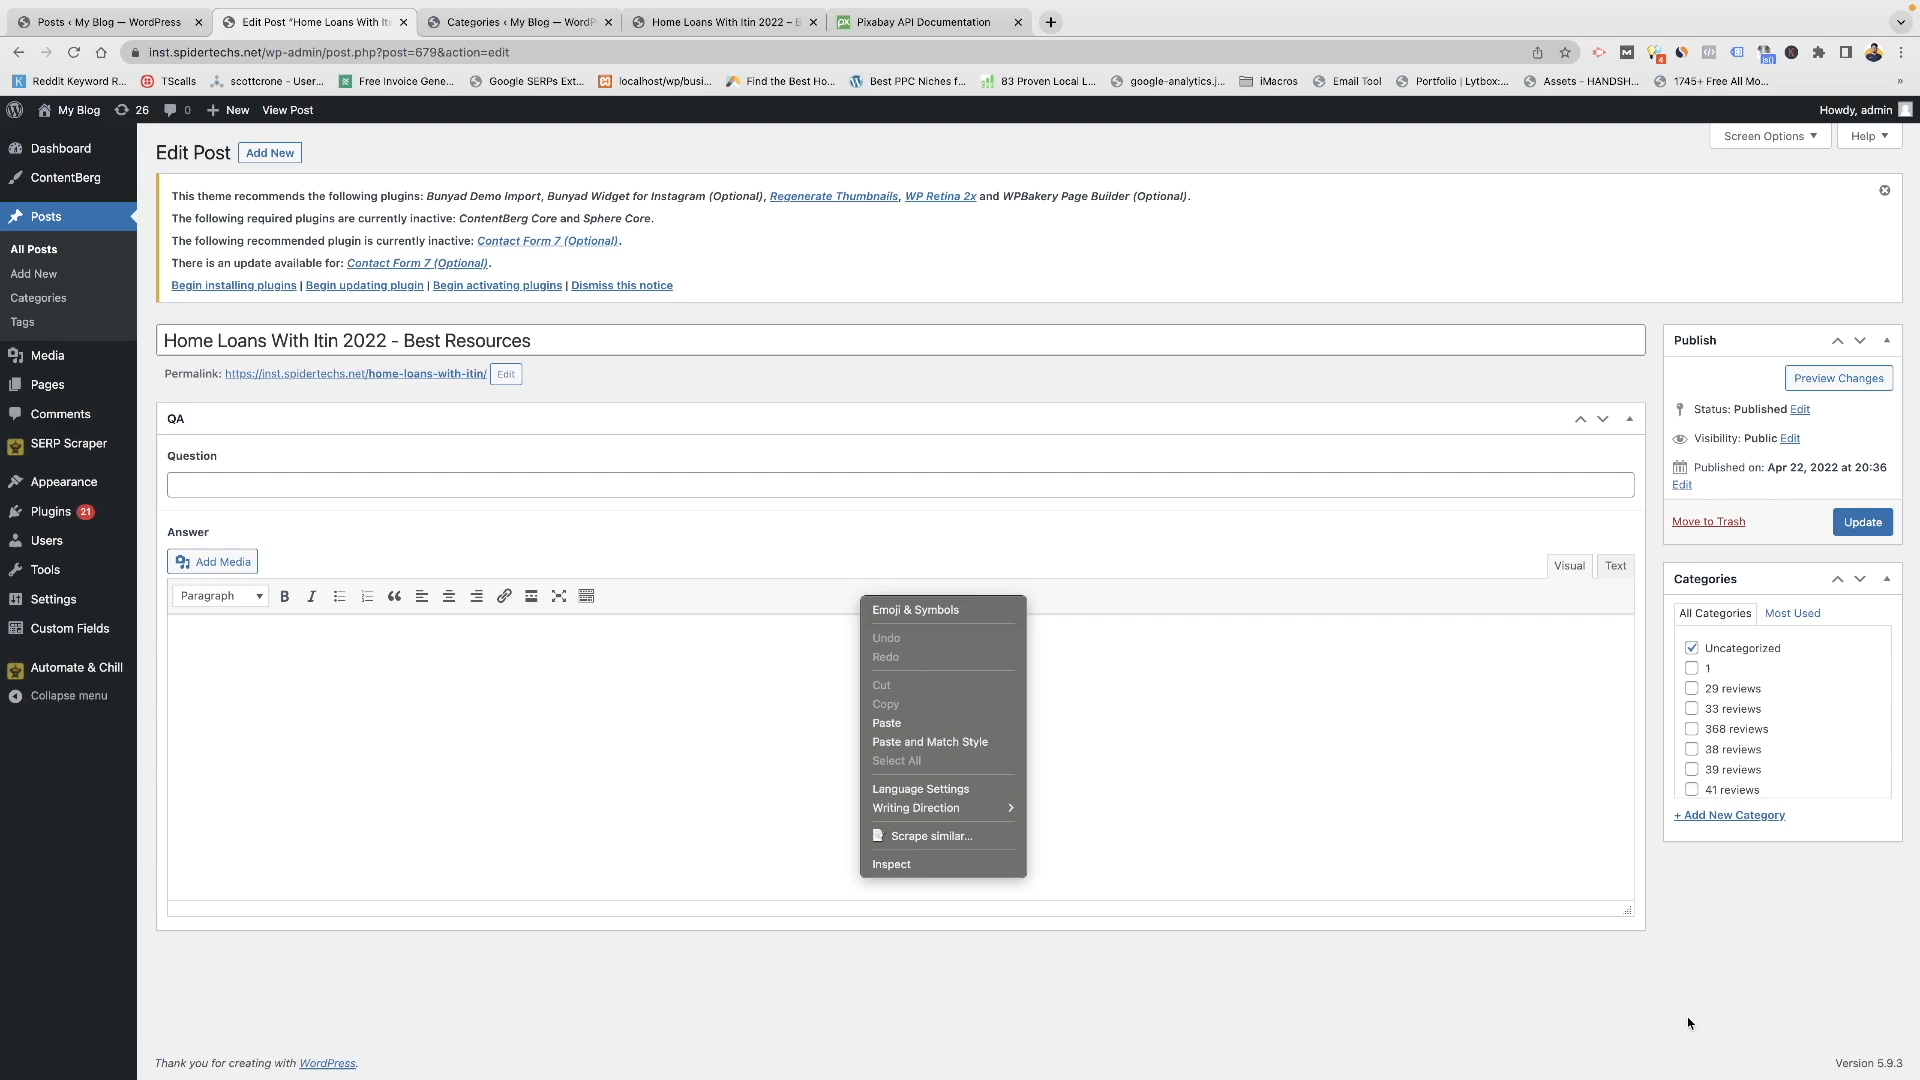 Posts ‹ My Blog — WordPress
Edit Post "Home Loans With Iti
Categories ‹ My Blog — WordP
Home Loans With Itin 2022 – B
Pixabay API Documentation
inst.spidertechs.net/wp-admin/post.php?post=679&action=edit
Reddit Keyword R...
TScalls
scottcrone - User...
Free Invoice Gene...
Google SERPs Ext...
localhost/wp/busi...
Find the Best Ho...
Best PPC Niches f...
83 Proven Local L...
google-analytics.j...
iMacros
Email Tool
Portfolio | Lytbox:...
Assets - HANDSH...
1745+ Free All Mo...
My Blog
26
0
New
View Post
Howdy, admin
Screen Options
Help
Dashboard
ContentBerg
Posts
All Posts
Add New
Categories
Tags
Media
Pages
Comments
SERP Scraper
Appearance
Plugins 21
Users
Tools
Settings
Custom Fields
Automate & Chill
Collapse menu
Edit Post
Add New
This theme recommends the following plugins: Bunyad Demo Import, Bunyad Widget for Instagram (Optional), Regenerate Thumbnails, WP Retina 2x and WPBakery Page Builder (Optional).
The following required plugins are currently inactive: ContentBerg Core and Sphere Core.
The following recommended plugin is currently inactive: Contact Form 7 (Optional).
There is an update available for: Contact Form 7 (Optional).
Begin installing plugins | Begin updating plugin | Begin activating plugins | Dismiss this notice
Home Loans With Itin 2022 - Best Resources
Permalink: https://inst.spidertechs.net/home-loans-with-itin/ Edit
QA
Question
Answer
Add Media
Visual
Text
Paragraph
Emoji & Symbols
Undo
Redo
Cut
Copy
Paste
Paste and Match Style
Select All
Language Settings
Writing Direction
Scrape similar...
Inspect
Publish
Preview Changes
Status: Published Edit
Visibility: Public Edit
Published on: Apr 22, 2022 at 20:36
Edit
Move to Trash
Update
Categories
All Categories
Most Used
Uncategorized
1
29 reviews
33 reviews
368 reviews
38 reviews
39 reviews
41 reviews
+ Add New Category
Thank you for creating with WordPress.
Version 5.9.3